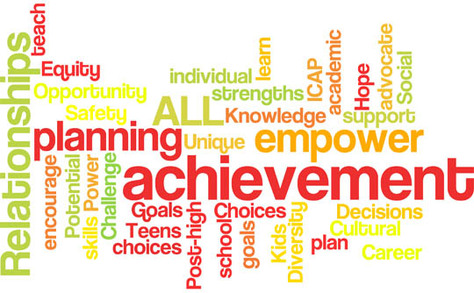 Relationships
teach
Equity
Opportunity
Safety
individual
strengths
learn
ICAP
academic
Hope
advocate
Social
ALL
Knowledge
support
planning
Unique
empower
encourage
Potential
skills
Power
Challenge
achievement
Goals
Teens
choices
Post-high
school
Choices
goals
Kids
Diversity
Decisions
Cultural
plan
Career